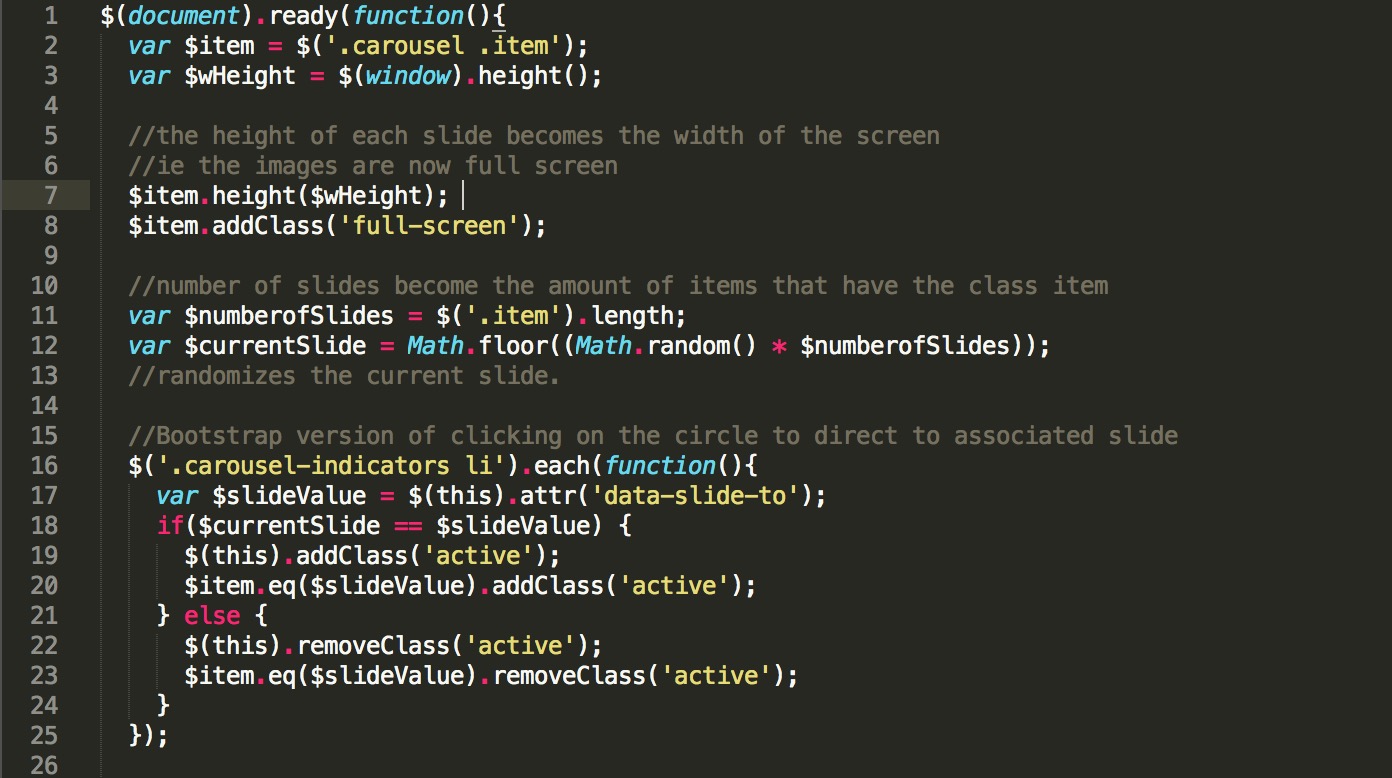 1 $(document).ready(function(){
2 var $item = $('.carousel .item');
3 var $wHeight = $(window).height();
4
5 //the height of each slide becomes the width of the screen
6 //ie the images are now full screen
7 $item.height($wHeight);
8 $item.addClass('full-screen');
9
10 //number of slides become the amount of items that have the class item
11 var $numberofSlides = $('.item').length;
12 var $currentSlide = Math.floor((Math.random() * $numberofSlides));
13 //randomizes the current slide.
14
15 //Bootstrap version of clicking on the circle to direct to associated slide
16 $('.carousel-indicators li').each(function(){
17 var $slideValue = $(this).attr('data-slide-to');
18 if($currentSlide == $slideValue) {
19 $(this).addClass('active');
20 $item.eq($slideValue).addClass('active');
21 } else {
22 $(this).removeClass('active');
23 $item.eq($slideValue).removeClass('active');
24 }
25 });
26